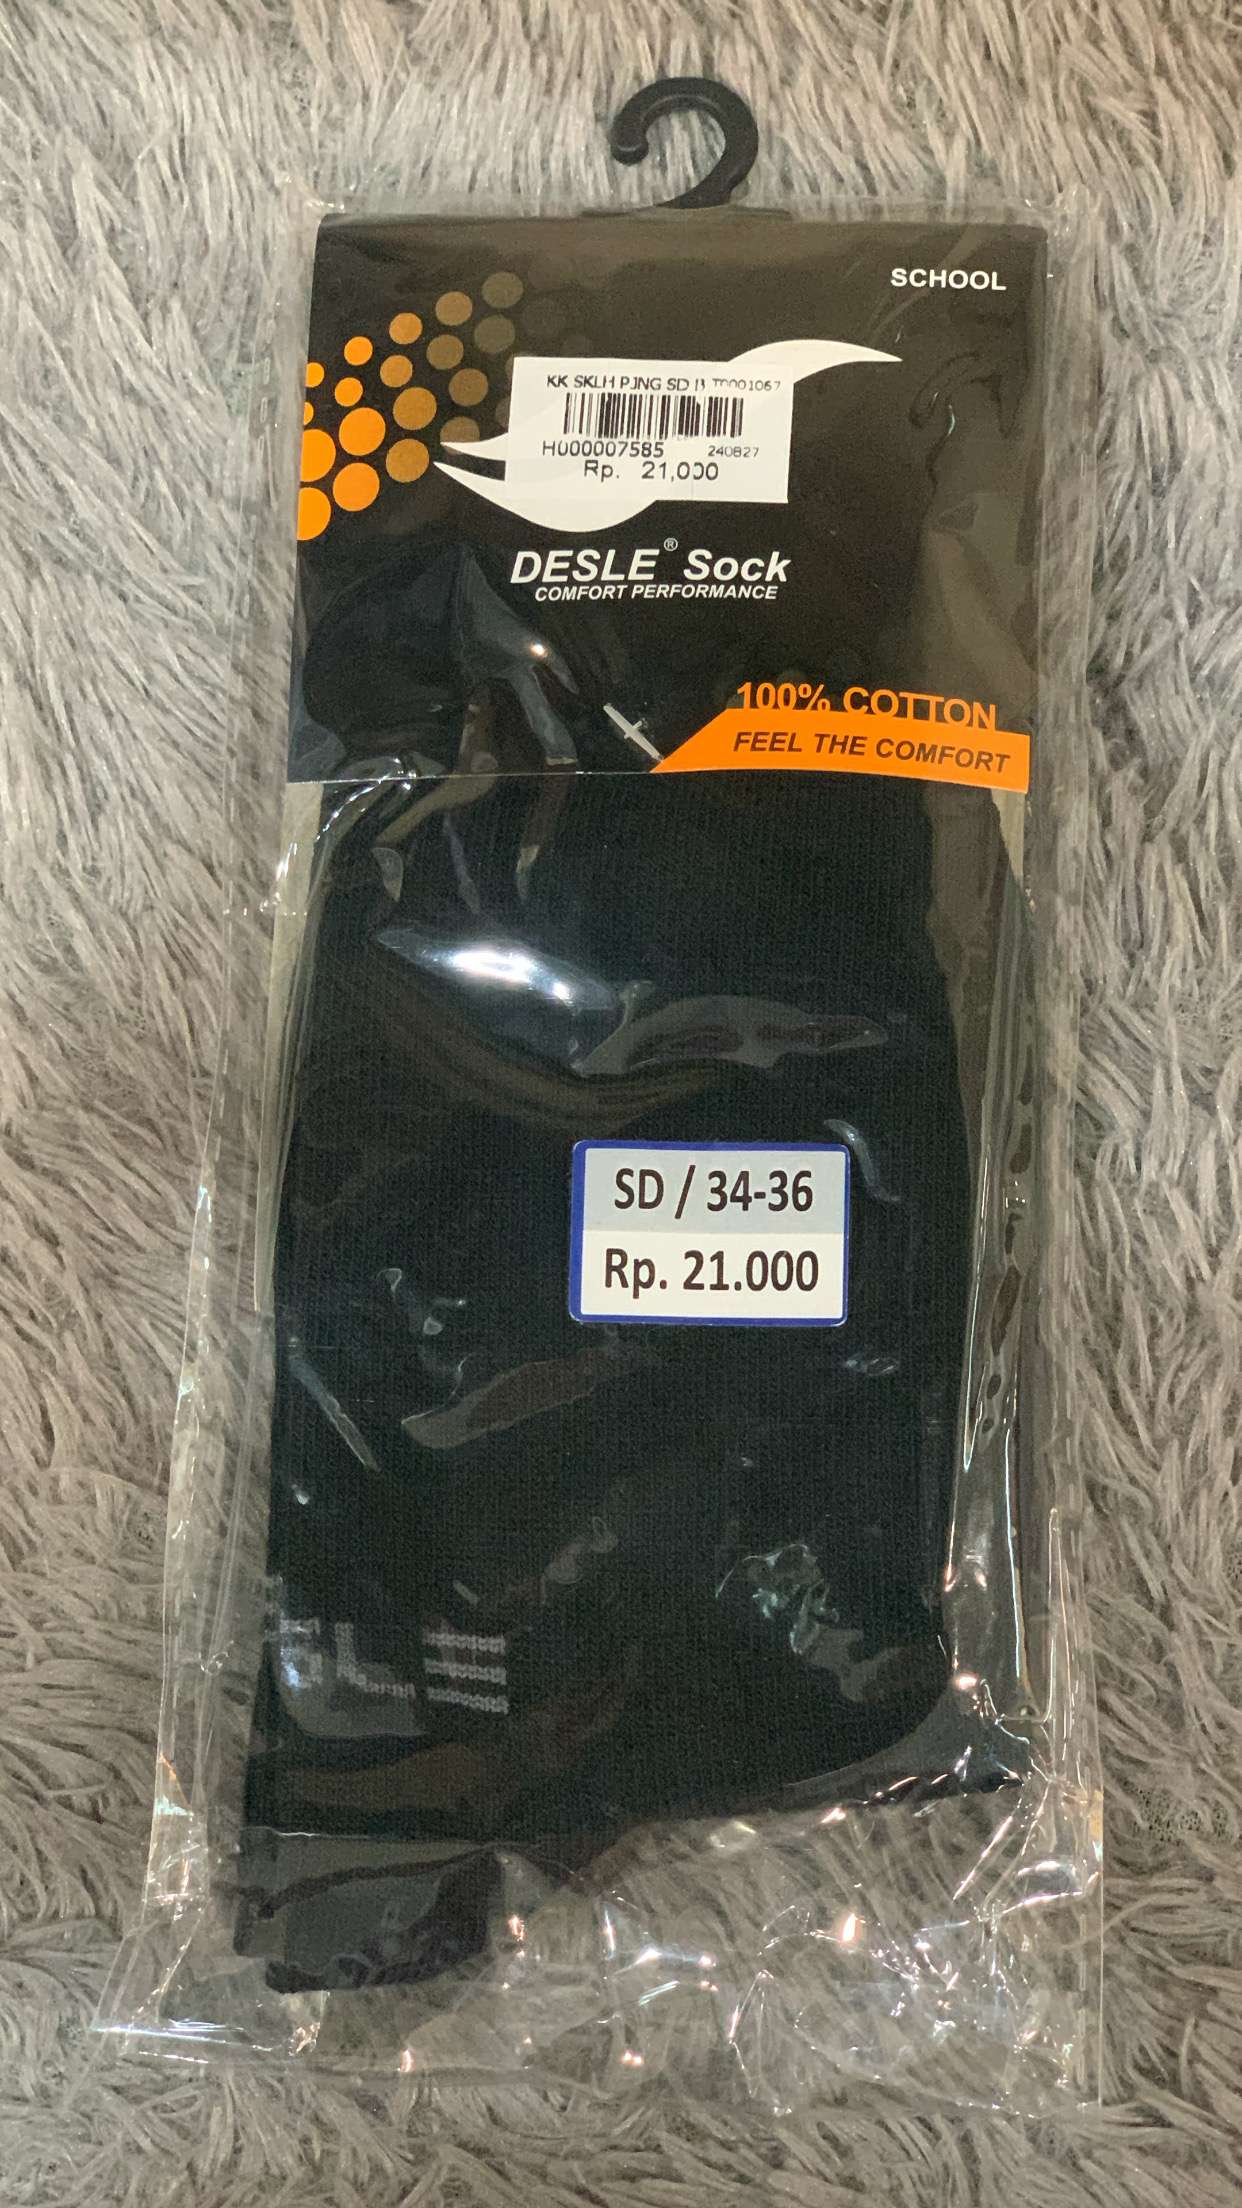 SCHOOL
KK SKLH PJNG SD T0001067
H000007585 240827
Rp. 21,000
DESLE® Sock
COMFORT PERFORMANCE
100% COTTON
FEEL THE COMFORT
SD / 34-36
Rp. 21.000